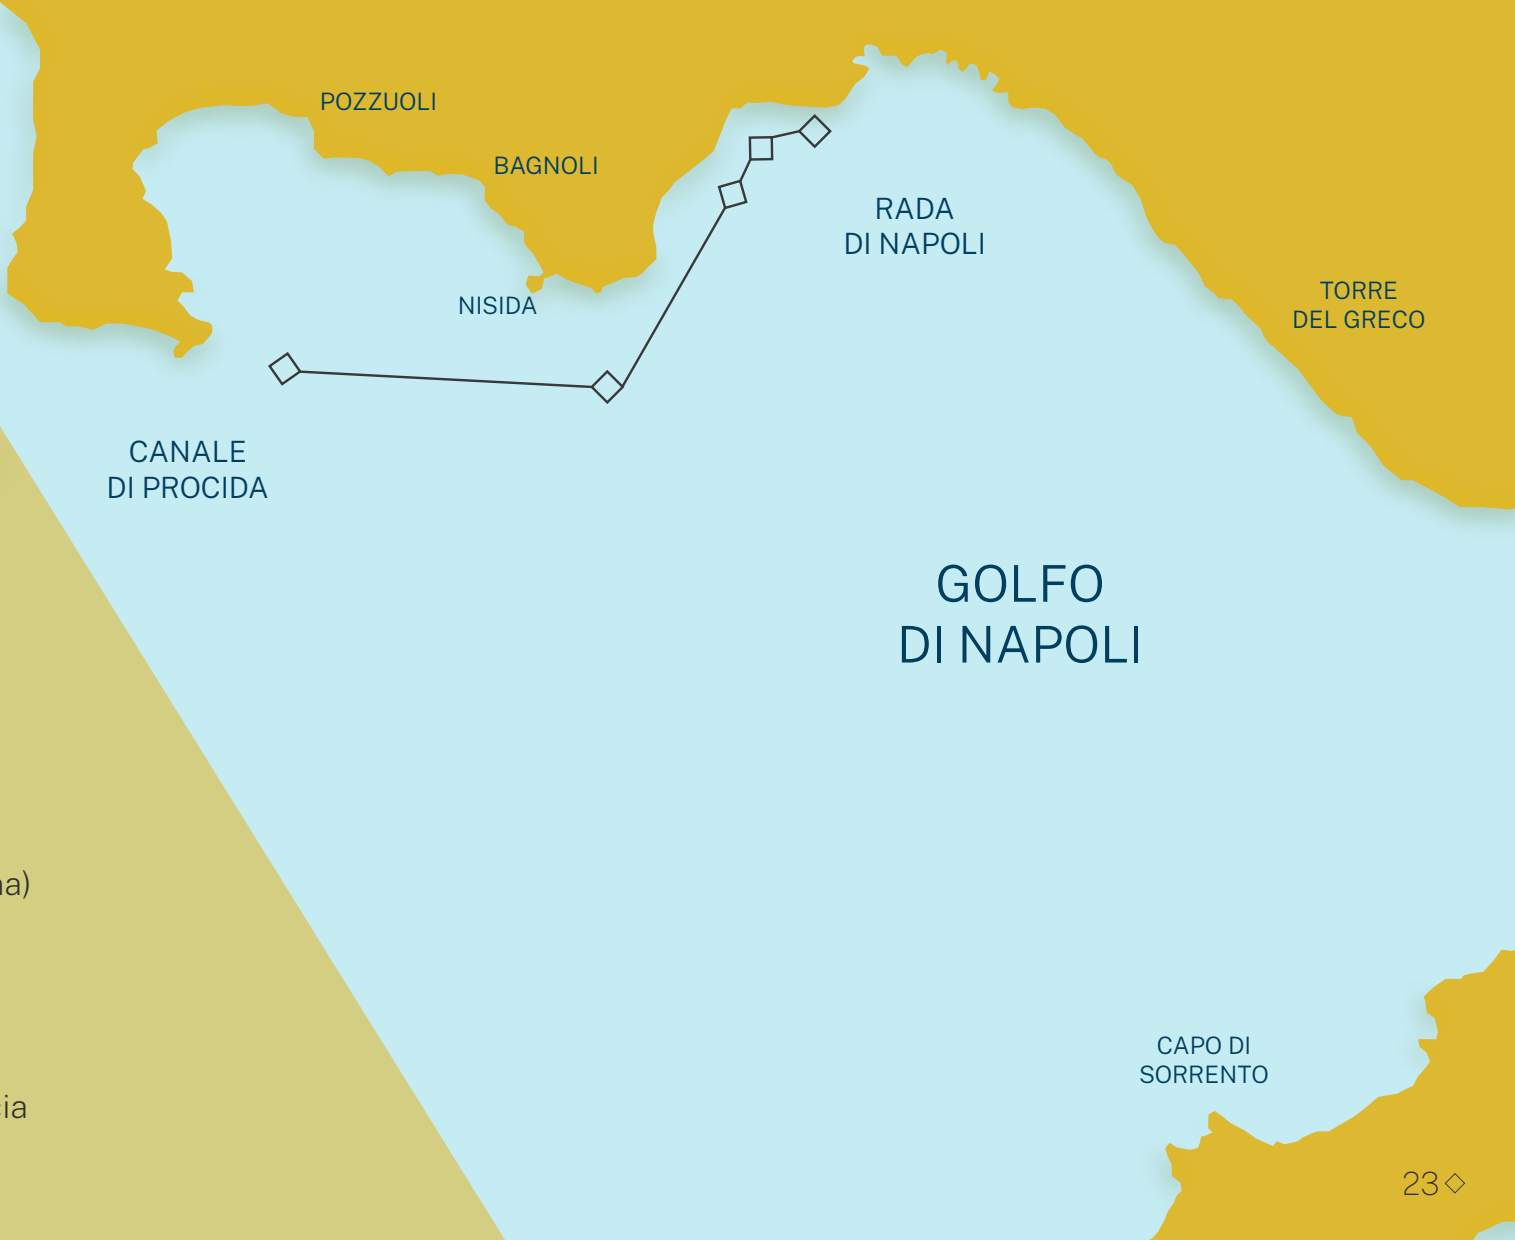 POZZUOLI
BAGNOLI
RADA
DI NAPOLI
TORRE
DEL GRECO
NISIDA
CANALE
DI PROCIDA
GOLFO
DI NAPOLI
CAPO DI
SORRENTO
23